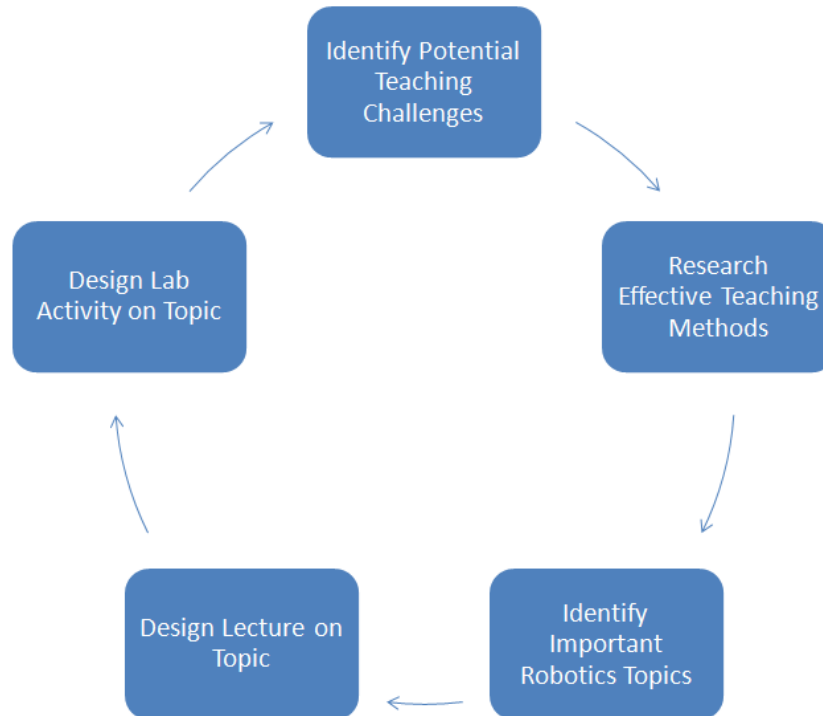 Identify Potential
Teaching
Challenges
Research
Effective Teaching
Methods
Identify
Important
Robotics Topics
Design Lecture on
Topic
Design Lab
Activity on Topic